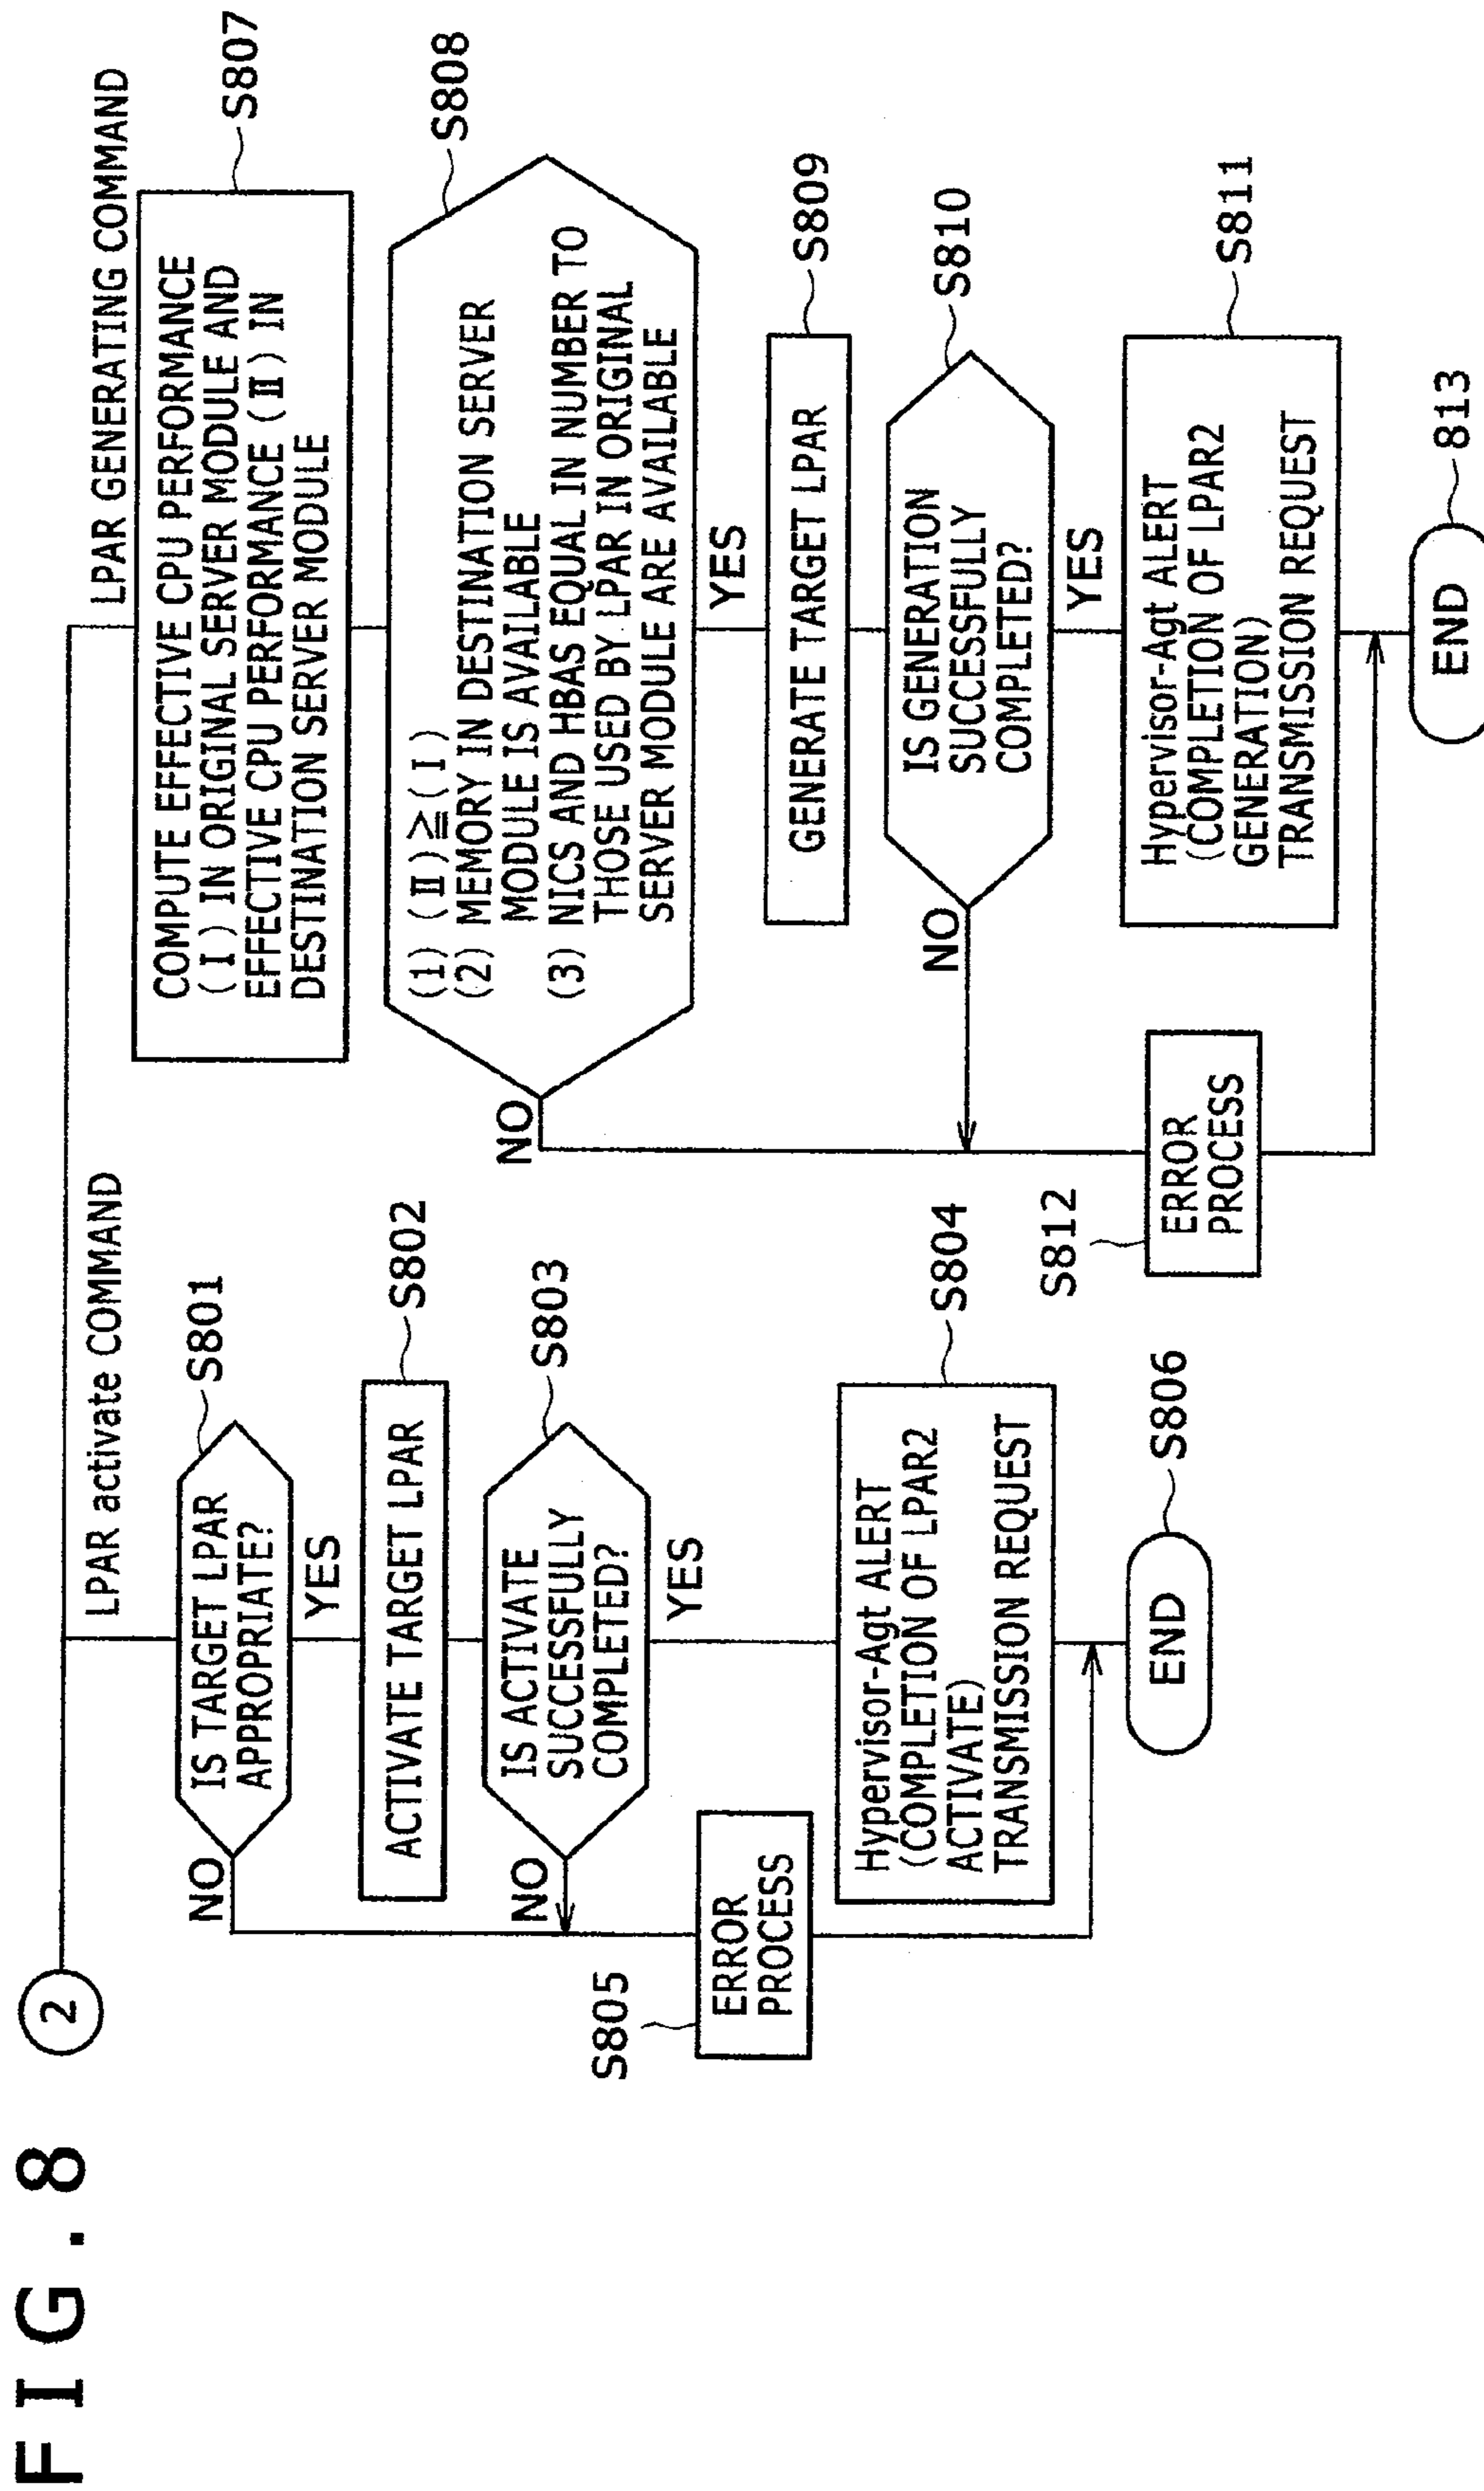 FIG. 8
2
LPAR activate COMMAND
S801
IS TARGET LPAR
APPROPRIATE?
NO
YES
S802
ACTIVATE TARGET LPAR
S803
IS ACTIVATE
SUCCESSFULLY
COMPLETED?
NO
YES
S805
ERROR
PROCESS
S804
Hypervisor-Agt ALERT
(COMPLETION OF LPAR2
ACTIVATE)
TRANSMISSION REQUEST
S806
END
LPAR GENERATING COMMAND
S807
COMPUTE EFFECTIVE CPU PERFORMANCE
(I) IN ORIGINAL SERVER MODULE AND
EFFECTIVE CPU PERFORMANCE (II) IN
DESTINATION SERVER MODULE
S808
(1) (II)≧(I)
(2) MEMORY IN DESTINATION SERVER
MODULE IS AVAILABLE
(3) NICS AND HBAS EQUAL IN NUMBER TO
THOSE USED BY LPAR IN ORIGINAL
SERVER MODULE ARE AVAILABLE
NO
YES
S809
GENERATE TARGET LPAR
S810
IS GENERATION
SUCCESSFULLY
COMPLETED?
NO
YES
S812
ERROR
PROCESS
S811
Hypervisor-Agt ALERT
(COMPLETION OF LPAR2
GENERATION)
TRANSMISSION REQUEST
813
END